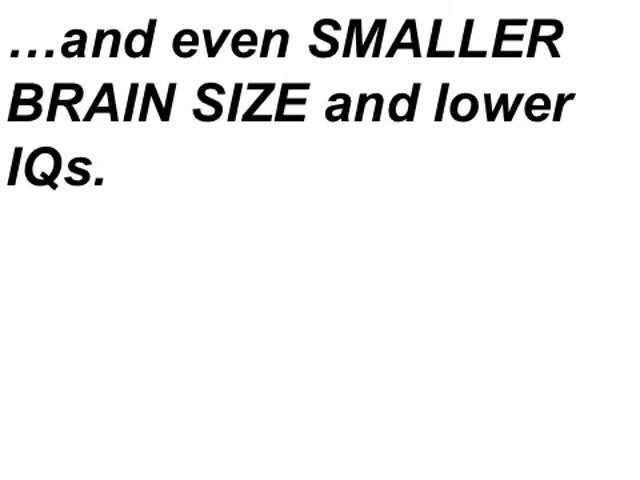 …and even SMALLER
BRAIN SIZE and lower
IQs.